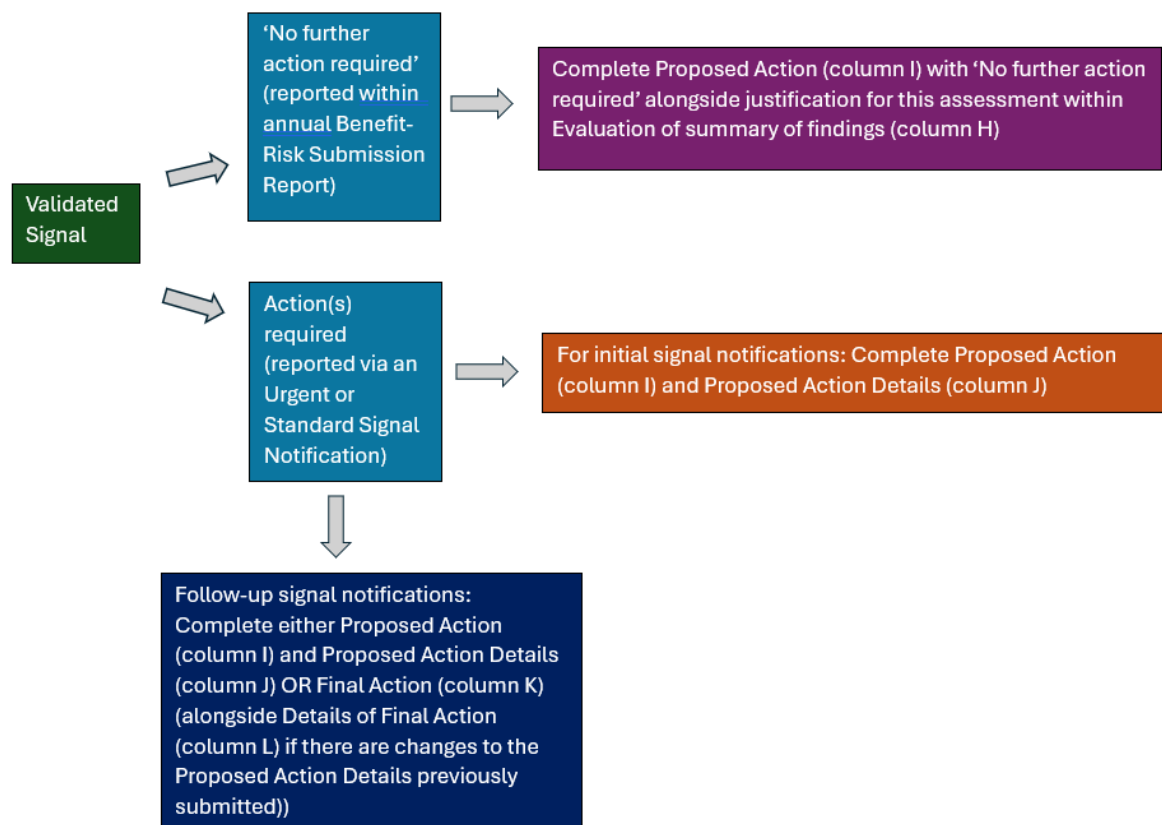 ‘No further
action required’
(reported within
annual Benefit-
Risk Submission
Report)
Complete Proposed Action (column I) with ‘No further action
required’ alongside justification for this assessment within
Evaluation of summary of findings (column H)
Validated
Signal
Action(s)
required
(reported via an
Urgent or
Standard Signal
Notification)
For initial signal notifications: Complete Proposed Action
(column I) and Proposed Action Details (column J)
Follow-up signal notifications:
Complete either Proposed Action
(column I) and Proposed Action Details
(column J) OR Final Action (column K)
(alongside Details of Final Action
(column L) if there are changes to the
Proposed Action Details previously
submitted))